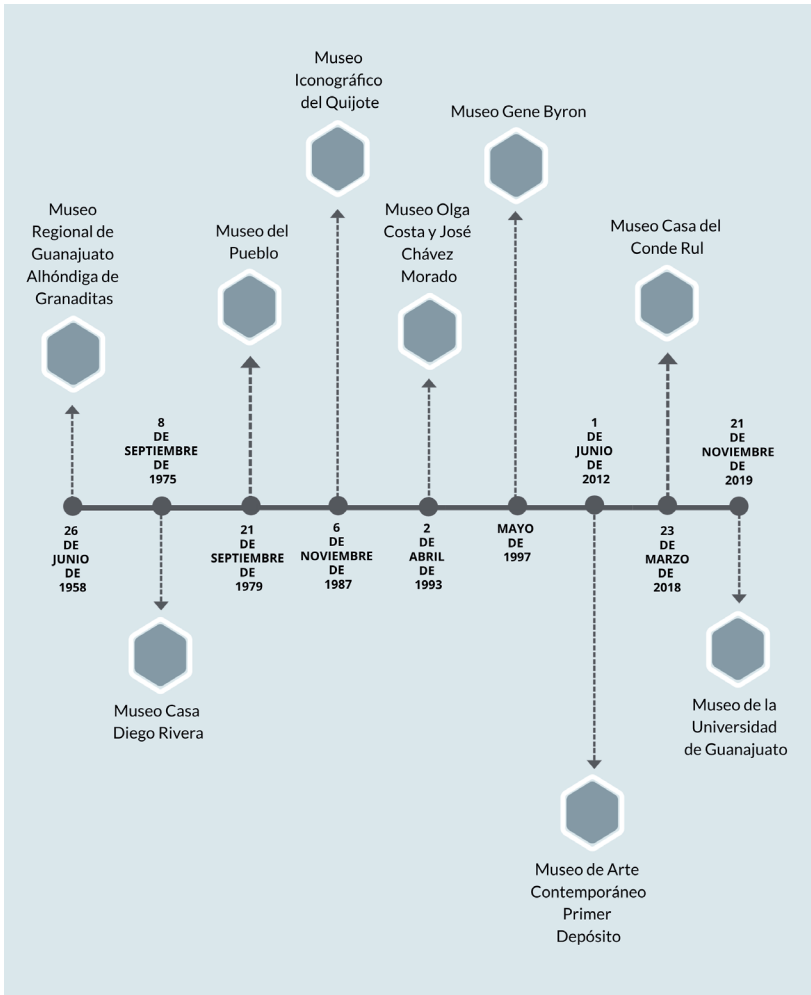 Museo
Regional de
Guanajuato
Alhóndiga de
Granaditas
26
DE
JUNIO
DE
1958
8
DE
SEPTIEMBRE
DE
1975
Museo Casa
Diego Rivera
Museo del
Pueblo
21
DE
SEPTIEMBRE
DE
1979
Museo
Iconográfico
del Quijote
6
DE
NOVIEMBRE
DE
1987
Museo Olga
Costa y José
Chávez
Morado
2
DE
ABRIL
DE
1993
Museo Gene Byron
MAYO
DE
1997
1
DE
JUNIO
DE
2012
Museo de Arte
Contemporáneo
Primer
Depósito
Museo Casa del
Conde Rul
23
DE
MARZO
DE
2018
21
DE
NOVIEMBRE
DE
2019
Museo de la
Universidad
de Guanajuato